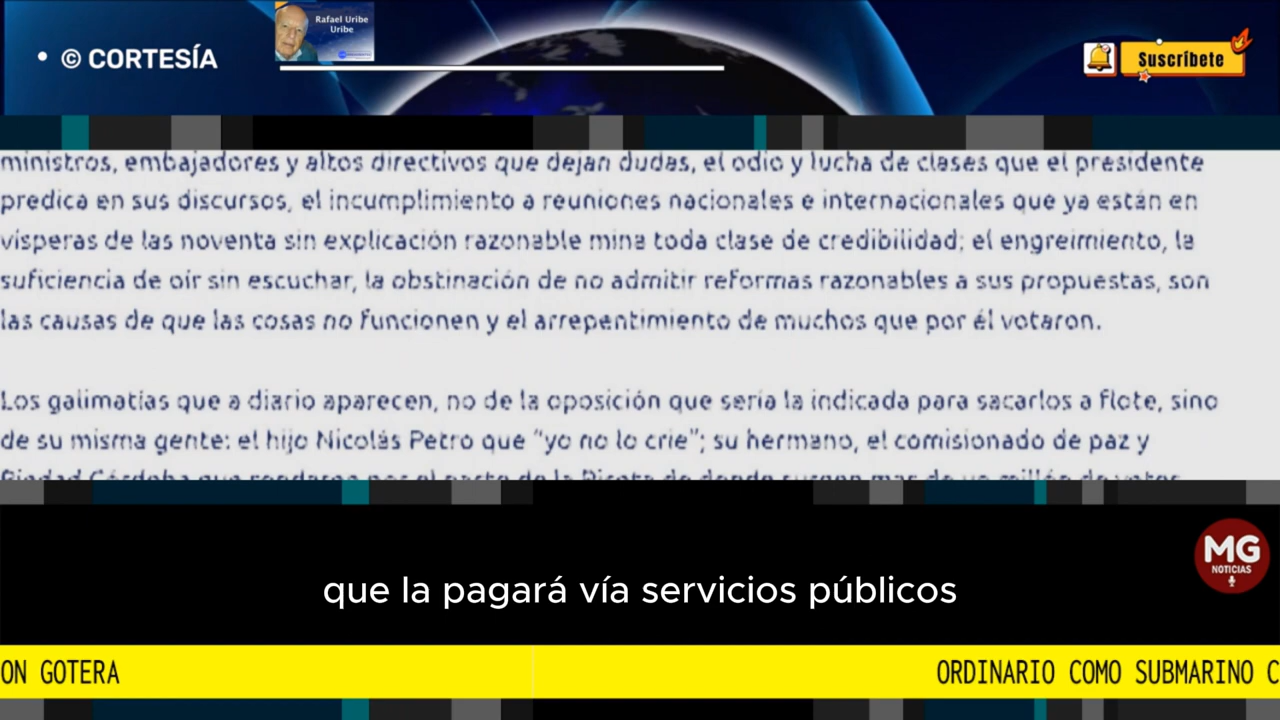 Rafael Uribe
Uribe
• © CORTESÍA
Suscríbete
ministros, embajadores y altos directivos que dejan dudas, el odio y lucha de clases que el presidente
predica en sus discursos, el incumplimiento a reuniones nacionales e internacionales que ya están en
vísperas de las noventa sin explicación razonable mina toda clase de credibilidad; el engreimiento, la
suficiencia de oír sin escuchar, la obstinación de no admitir reformas razonables a sus propuestas, son
las causas de que las cosas no funcionen y el arrepentimiento de muchos que por él votaron.
Los galimatías que a diario aparecen, no de la oposición que sería la indicada para sacarlos a flote, sino
de su misma gente: el hijo Nicolás Petro que “yo no lo crie”; su hermano, el comisionado de paz y
MG
NOTICIAS
que la pagará vía servicios públicos
ON GOTERA
ORDINARIO COMO SUBMARINO C